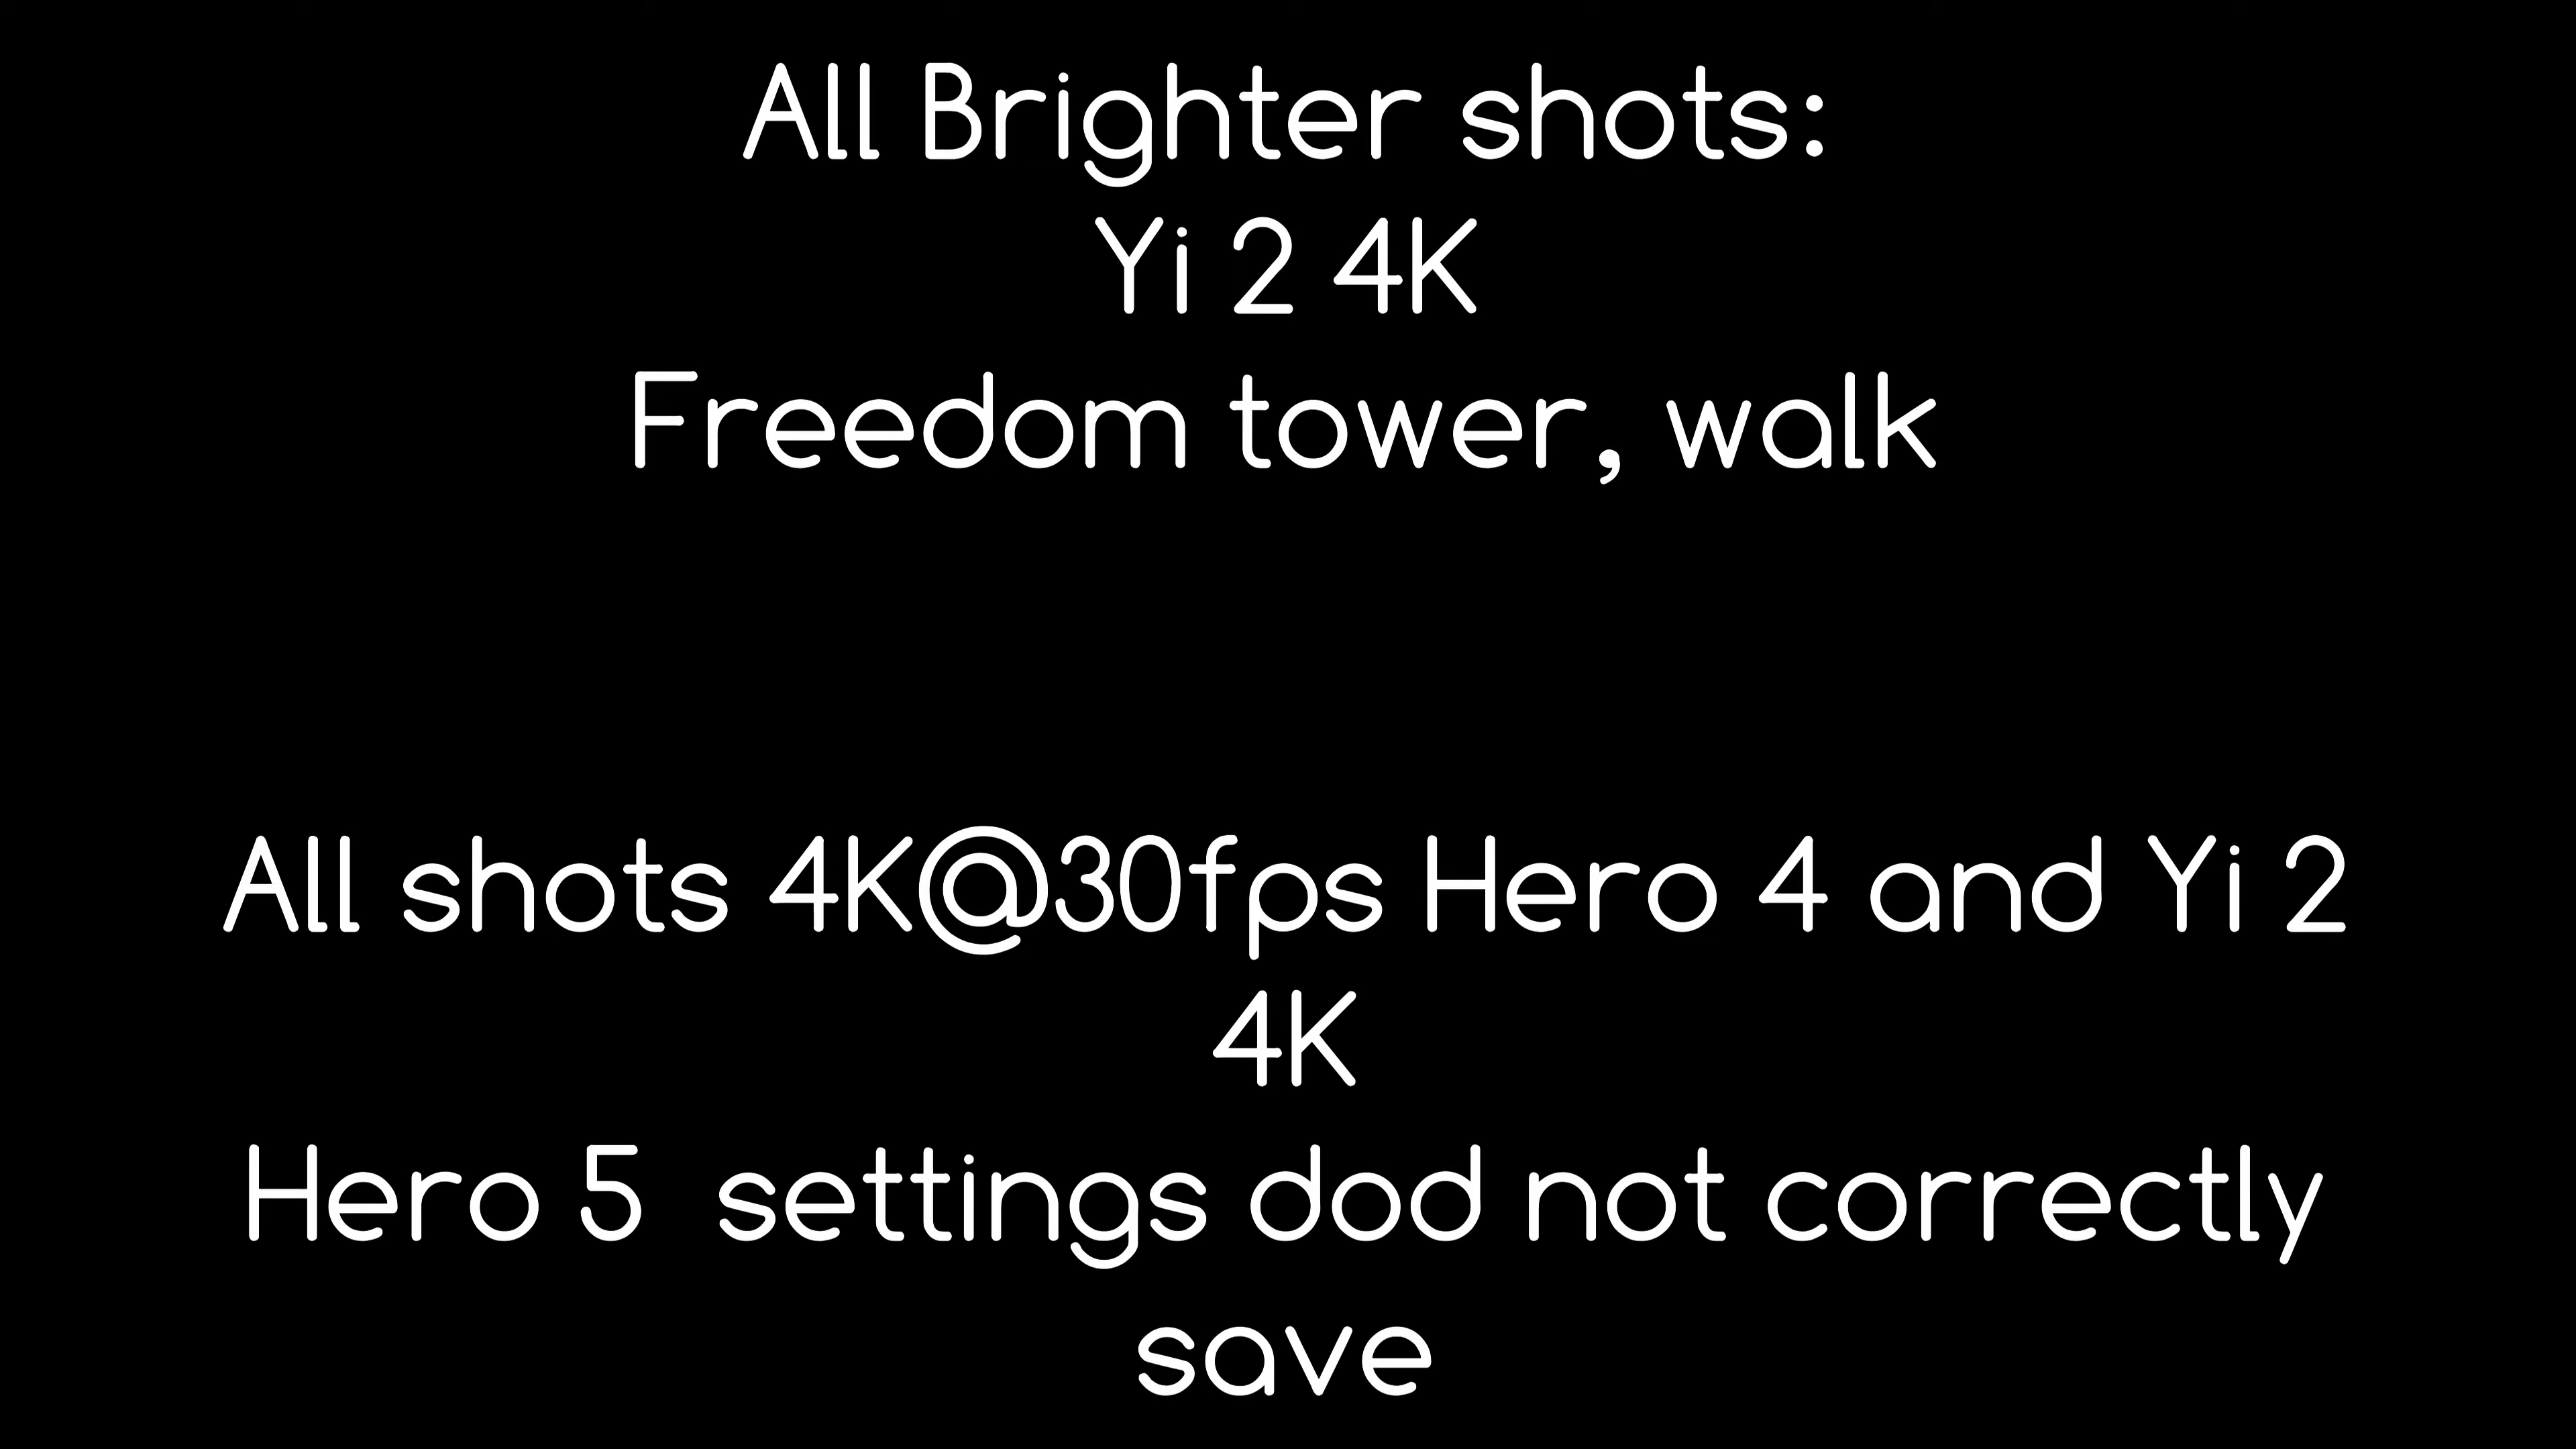 All Brighter shots:
Yi 2 4K
Freedom tower, walk
All shots 4K@30fps Hero 4 and Yi 2
4K
Hero 5  settings dod not correctly
save